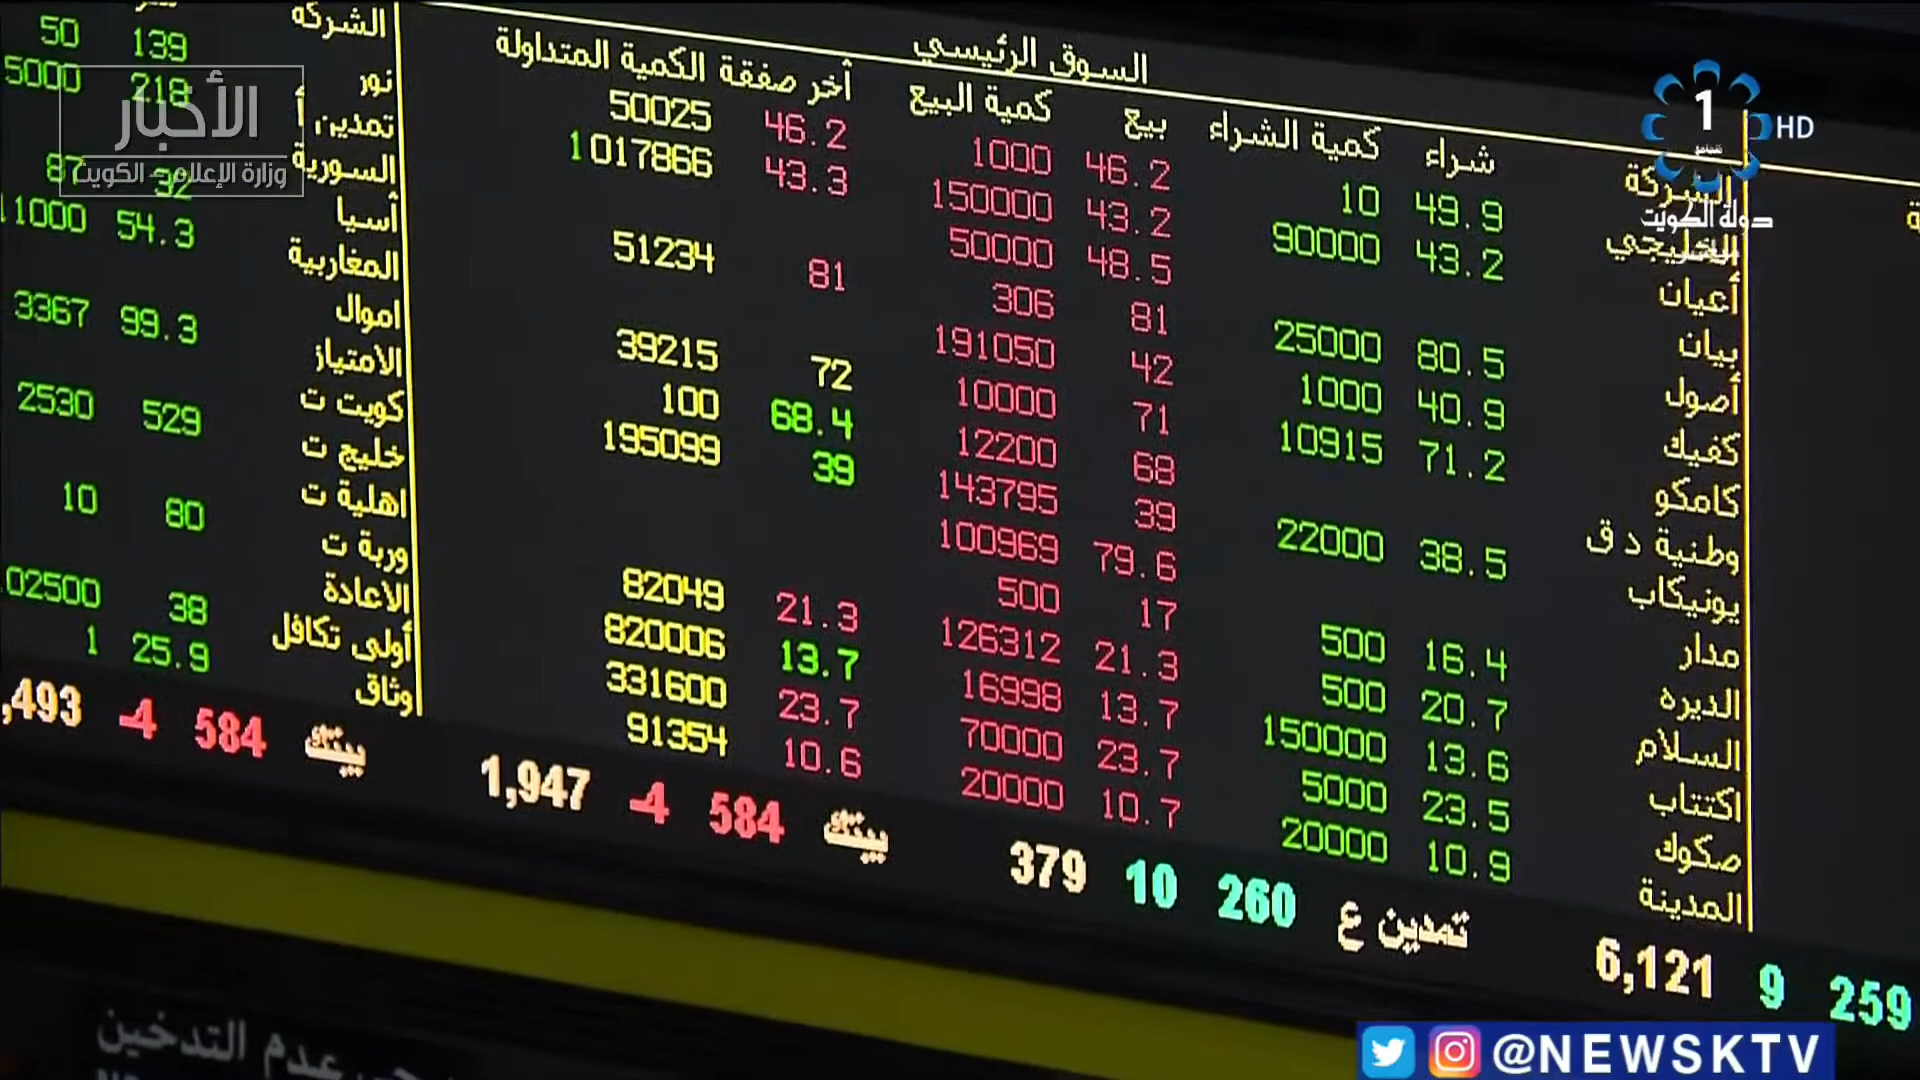 الأخبار
وزارة الإعلام - الكويت
1 HD
دولة الكويت
السوق الرئيسي
الشركة شراء كمية الشراء بيع كمية البيع آخر صفقة الكمية المتداولة
الخليجي 49.9 10 46.2 1000 46.2 50025
أعيان 43.2 90000 43.2 150000 43.3 1017866
بيان 48.5 50000
أصول 80.5 25000 81 306 81 51234
كفيك 40.9 1000 42 191050
كامكو 71.2 10915 71 10000 72 39215
وطنية د ق 68 12200 68.4 100
يونيكاب 38.5 22000 39 143795 39 195099
مدار 79.6 100969
الديره 16.4 500 17 500
السلام 20.7 500 21.3 126312 21.3 82049
اكتتاب 13.6 150000 13.7 16998 13.7 820006
صكوك 23.5 5000 23.7 70000 23.7 331600
المدينة 10.9 20000 10.7 20000 10.6 91354
الشركة
نور 139 50
تمدين أ 218 5000
السورية
آسيا 32 87
المغاربية 54.3 11000
اموال
الامتياز 99.3 3367
كويت ت
خليج ت 529 2530
اهلية ت
وربة ت 80 10
الاعادة
أولى تكافل 38 02500
وثاق 25.9 1
259 9 6,121 تمدين ع 260 10 379 بيتك 584 -4 1,947 بيتك 584 -4 ,493
عدم التدخين
@NEWSKTV